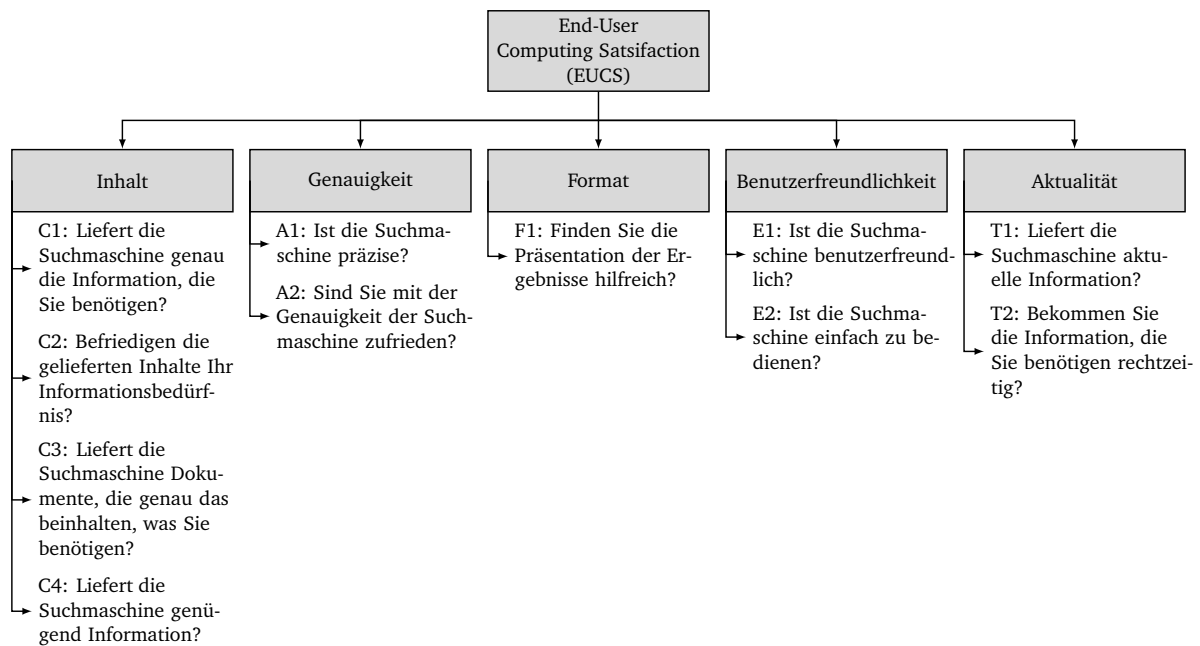 End-User
Computing Satsifaction
(EUCS)
Inhalt
C1: Liefert die
Suchmaschine genau
die Information, die
Sie benötigen?
C2: Befriedigen die
gelieferten Inhalte Ihr
Informationsbedürf-
nis?
C3: Liefert die
Suchmaschine Doku-
mente, die genau das
beinhalten, was Sie
benötigen?
C4: Liefert die
Suchmaschine genü-
gend Information?
Genauigkeit
A1: Ist die Suchma-
schine präzise?
A2: Sind Sie mit der
Genauigkeit der Such-
maschine zufrieden?
Format
F1: Finden Sie die
Präsentation der Er-
gebnisse hilfreich?
Benutzerfreundlichkeit
E1: Ist die Suchma-
schine benutzerfreund-
lich?
E2: Ist die Suchma-
schine einfach zu be-
dienen?
Aktualität
T1: Liefert die
Suchmaschine aktu-
elle Information?
T2: Bekommen Sie
die Information, die
Sie benötigen rechtzei-
tig?